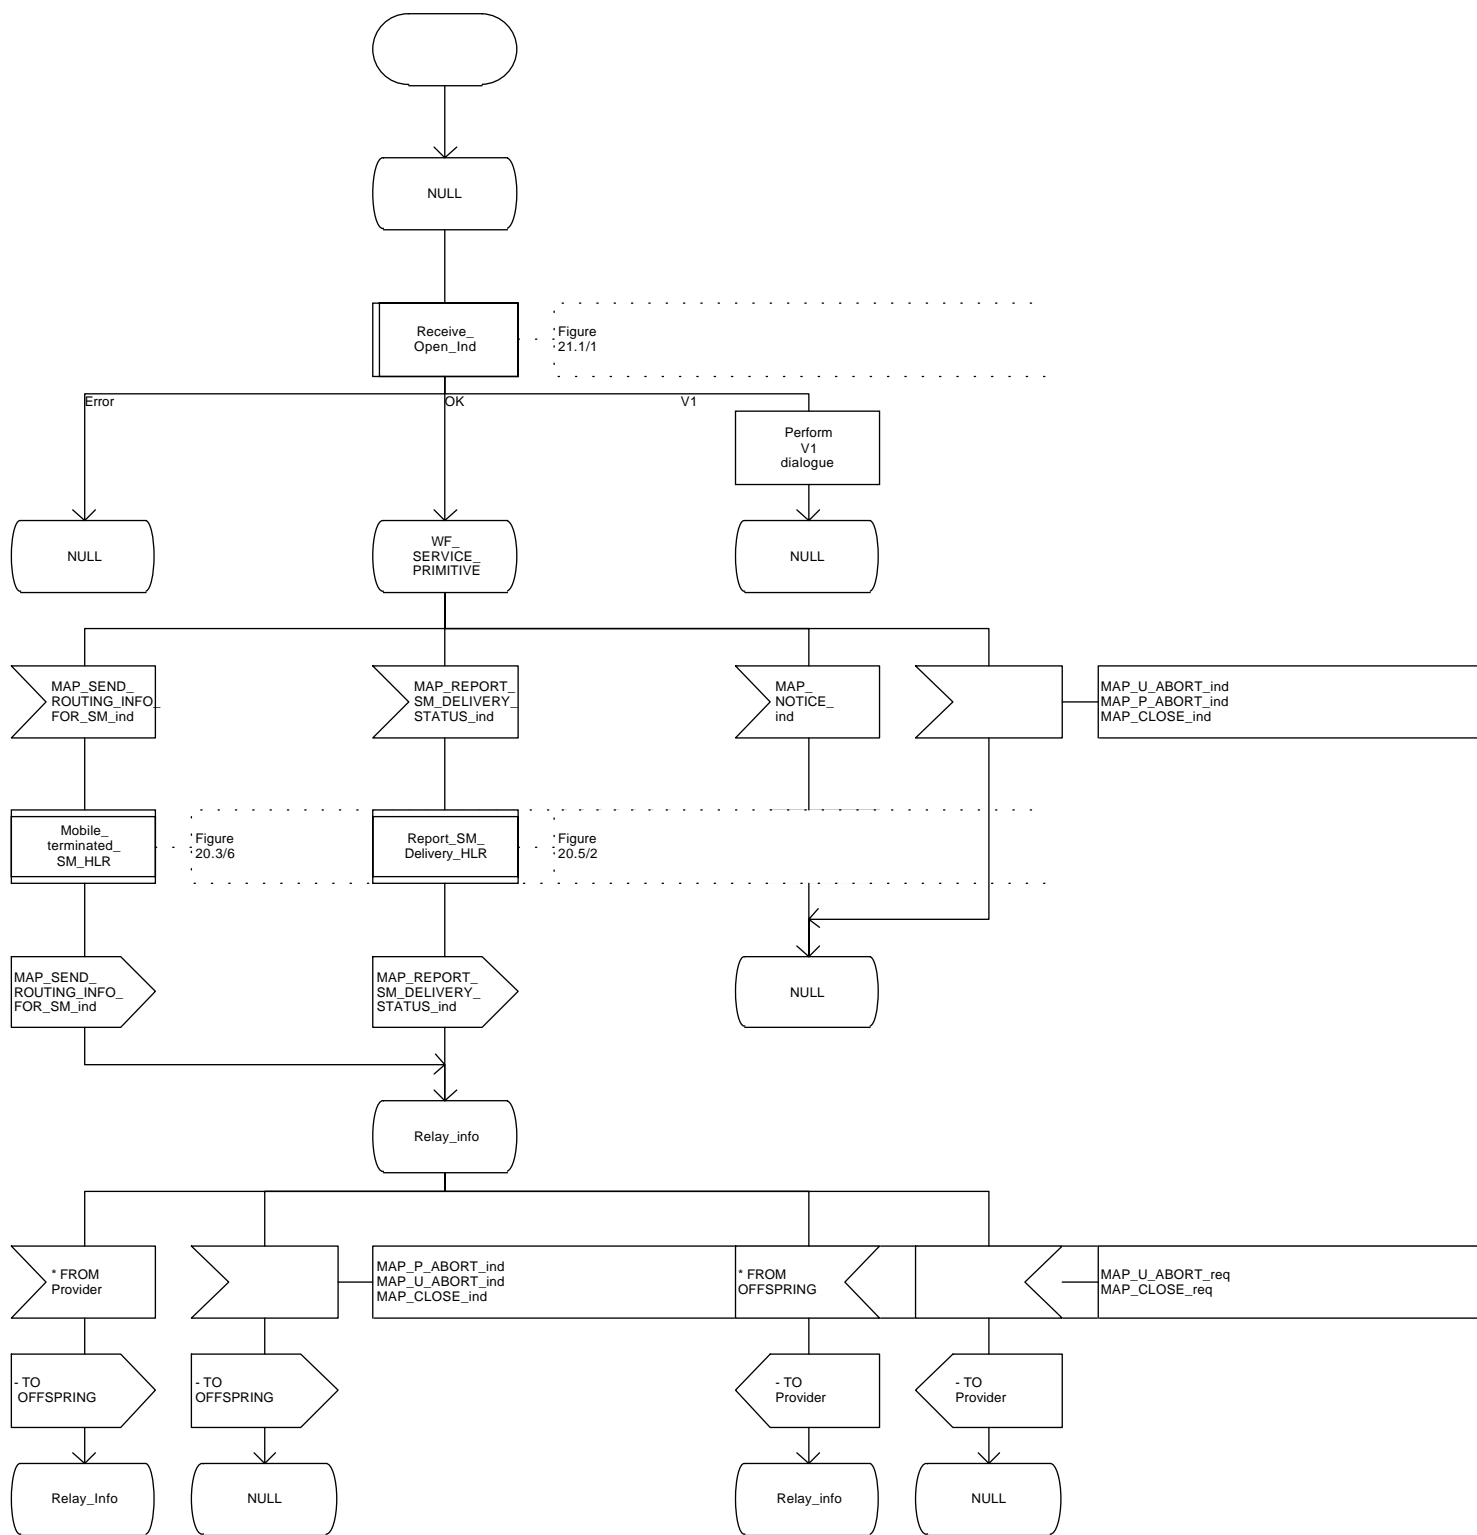 NULL
Receive_
Open_Ind
Figure
21.1/1
Error
OK
V1
Perform
V1
dialogue
NULL
WF_
SERVICE_
PRIMITIVE
NULL
MAP_SEND_
ROUTING_INFO_
FOR_SM_ind
MAP_REPORT_
SM_DELIVERY_
STATUS_ind
MAP_
NOTICE_
ind
MAP_U_ABORT_ind
MAP_P_ABORT_ind
MAP_CLOSE_ind
Mobile_
terminated_
SM_HLR
Figure
20.3/6
Report_SM_
Delivery_HLR
Figure
20.5/2
MAP_SEND_
ROUTING_INFO_
FOR_SM_ind
MAP_REPORT_
SM_DELIVERY_
STATUS_ind
NULL
Relay_info
* FROM
Provider
MAP_P_ABORT_ind
MAP_U_ABORT_ind
MAP_CLOSE_ind
* FROM
OFFSPRING
MAP_U_ABORT_req
MAP_CLOSE_req
- TO
OFFSPRING
- TO
OFFSPRING
- TO
Provider
- TO
Provider
Relay_Info
NULL
Relay_info
NULL